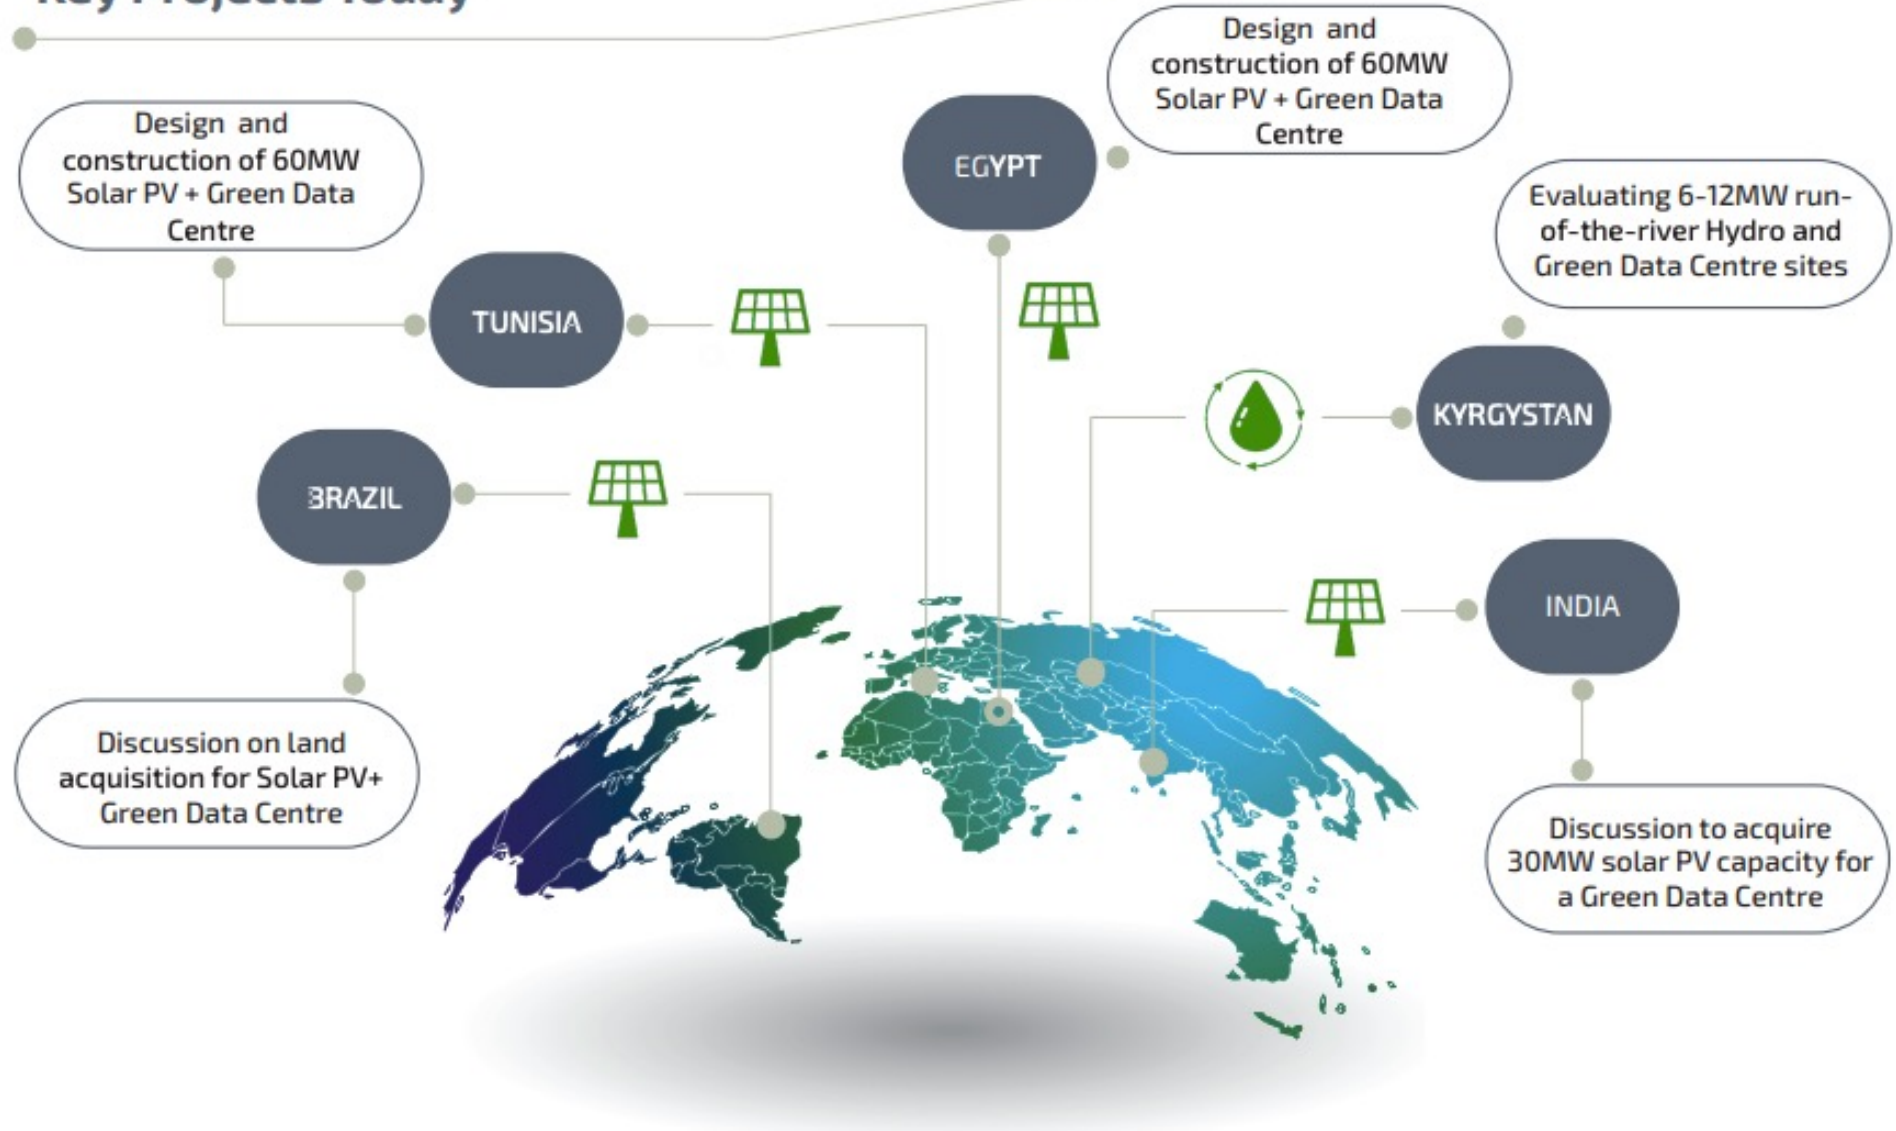 Key Projects Today
Design and
construction of 60MW
Solar PV + Green Data
Centre
EGYPT
Design and
construction of 60MW
Solar PV + Green Data
Centre
Evaluating 6-12MW run-
of-the-river Hydro and
Green Data Centre sites
TUNISIA
KYRGYSTAN
BRAZIL
INDIA
Discussion on land
acquisition for Solar PV+
Green Data Centre
Discussion to acquire
30MW solar PV capacity for
a Green Data Centre